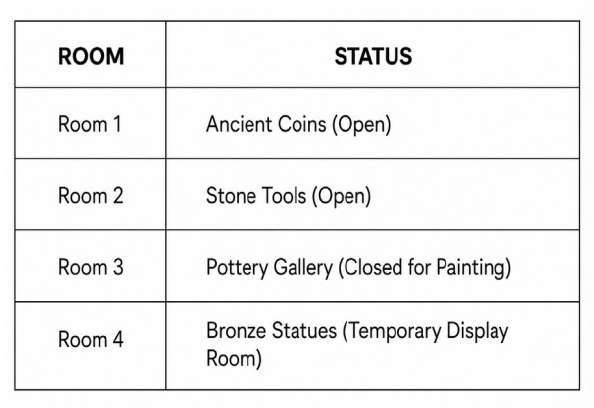 ROOM STATUS
Room 1 Ancient Coins (Open)
Room 2 Stone Tools (Open)
Room 3 Pottery Gallery (Closed for Painting)
Room 4 Bronze Statues (Temporary Display
Room)